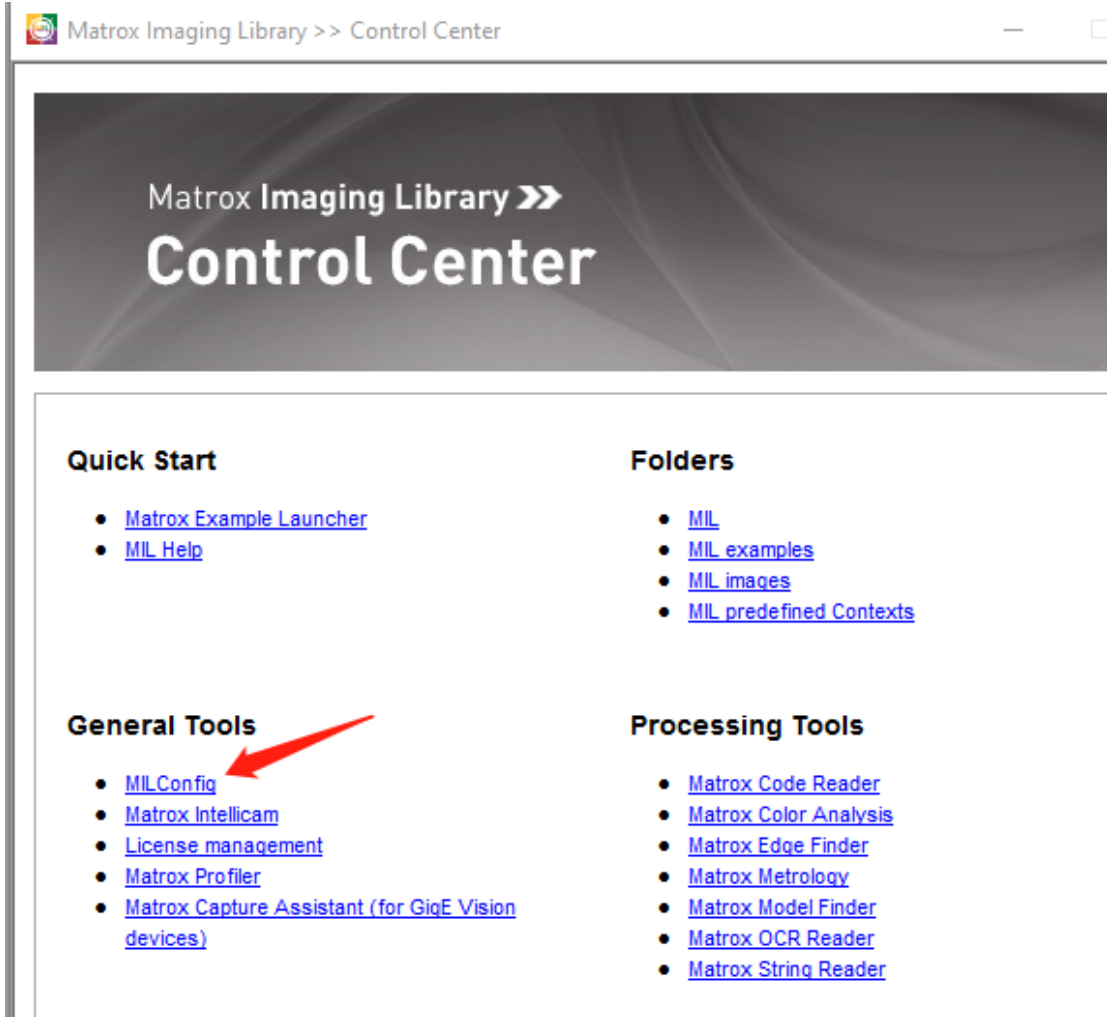 Matrox Imaging Library >> Control Center
Matrox Imaging Library >>
Control Center
Quick Start
Matrox Example Launcher
MIL Help
Folders
MIL
MIL examples
MIL images
MIL predefined Contexts
General Tools
MILConfig
Matrox Intellicam
License management
Matrox Profiler
Matrox Capture Assistant (for GigE Vision
devices)
Processing Tools
Matrox Code Reader
Matrox Color Analysis
Matrox Edge Finder
Matrox Metrology
Matrox Model Finder
Matrox OCR Reader
Matrox String Reader